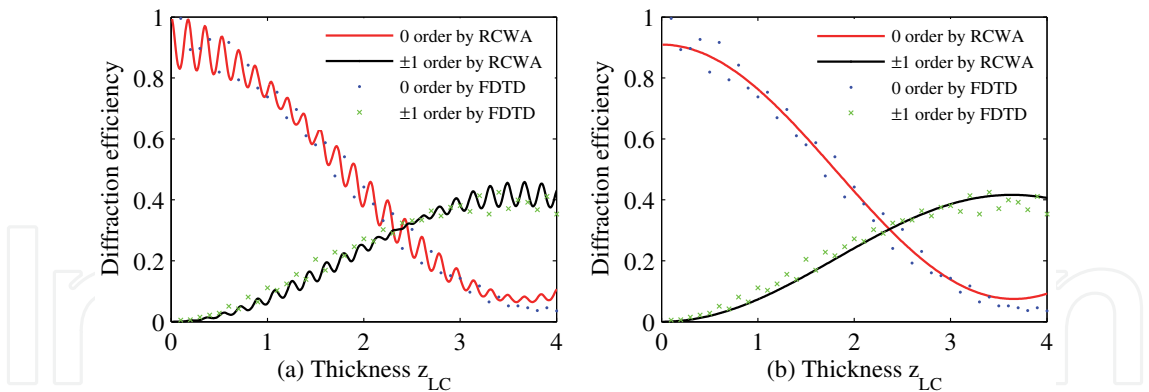 1
0.8
0.6
0.4
0.2
0
Diffraction efficiency
0 order by RCWA
±1 order by RCWA
0 order by FDTD
±1 order by FDTD
0 1 2 3 4
(a) Thickness z_LC
1
0.8
0.6
0.4
0.2
0
Diffraction efficiency
0 order by RCWA
±1 order by RCWA
0 order by FDTD
±1 order by FDTD
0 1 2 3 4
(b) Thickness z_LC